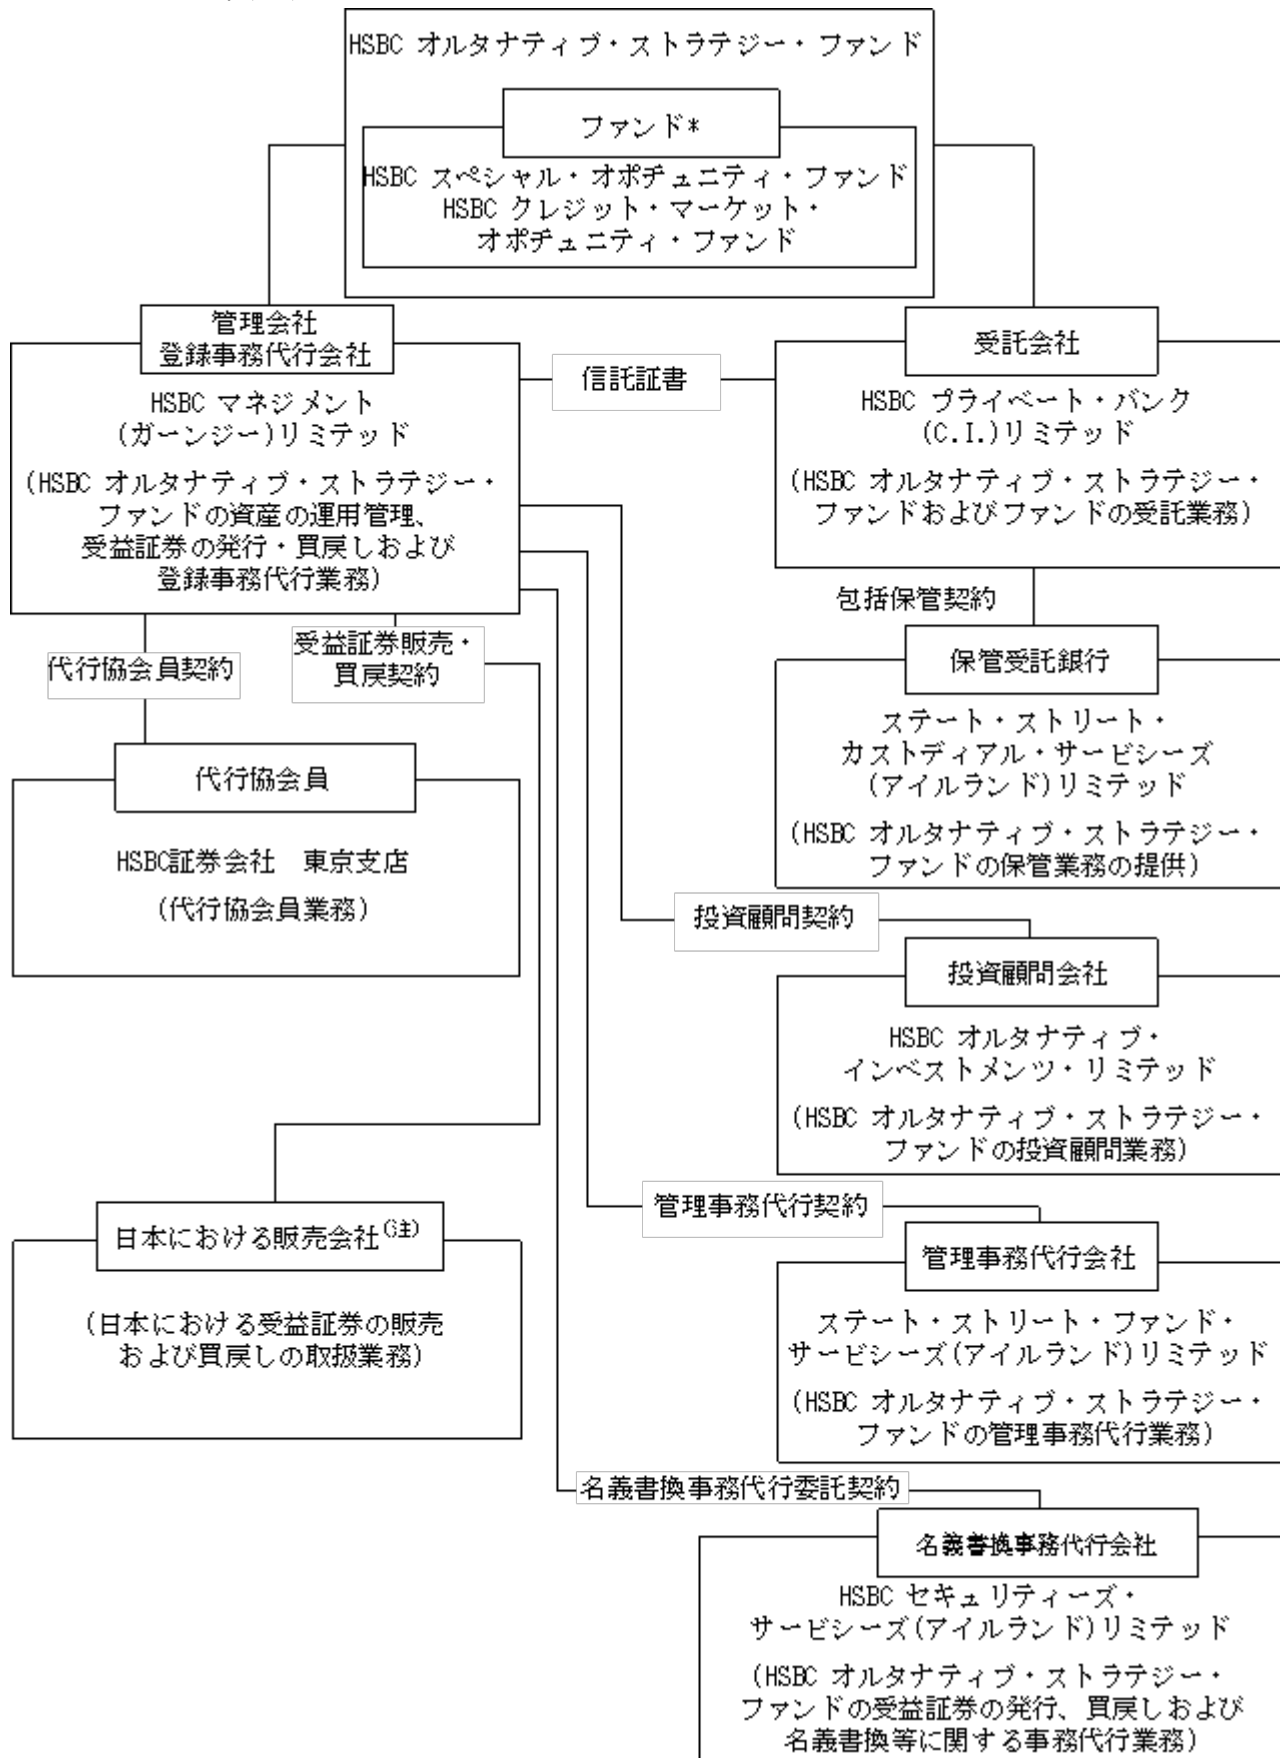 HSBC オルタナティブ・ストラテジー・ファンド
ファンド*
HSBC スペシャル・オポチュニティ・ファンド
HSBC クレジット・マーケット・
オポチュニティ・ファンド
管理会社
登録事務代行会社
HSBC マネジメント
(ガーンジー)リミテッド
(HSBC オルタナティブ・ストラテジー・
ファンドの資産の運用管理、
受益証券の発行・買戻しおよび
登録事務代行業務)
信託証書
受託会社
HSBC プライベート・バンク
(C.I.)リミテッド
(HSBC オルタナティブ・ストラテジー・
ファンドおよびファンドの受託業務)
包括保管契約
代行協会員契約
受益証券販売・
買戻契約
保管受託銀行
ステート・ストリート・
カストディアル・サービシーズ
(アイルランド)リミテッド
(HSBC オルタナティブ・ストラテジー・
ファンドの保管業務の提供)
代行協会員
HSBC証券会社 東京支店
(代行協会員業務)
投資顧問契約
投資顧問会社
HSBC オルタナティブ・
インベストメンツ・リミテッド
(HSBC オルタナティブ・ストラテジー・
ファンドの投資顧問業務)
管理事務代行契約
日本における販売会社(注)
(日本における受益証券の販売
および買戻しの取扱業務)
管理事務代行会社
ステート・ストリート・ファンド・
サービシーズ(アイルランド)リミテッド
(HSBC オルタナティブ・ストラテジー・
ファンドの管理事務代行業務)
名義書換事務代行委託契約
名義書換事務代行会社
HSBC セキュリティーズ・
サービシーズ(アイルランド)リミテッド
(HSBC オルタナティブ・ストラテジー・
ファンドの受益証券の発行、買戻しおよび
名義書換等に関する事務代行業務)